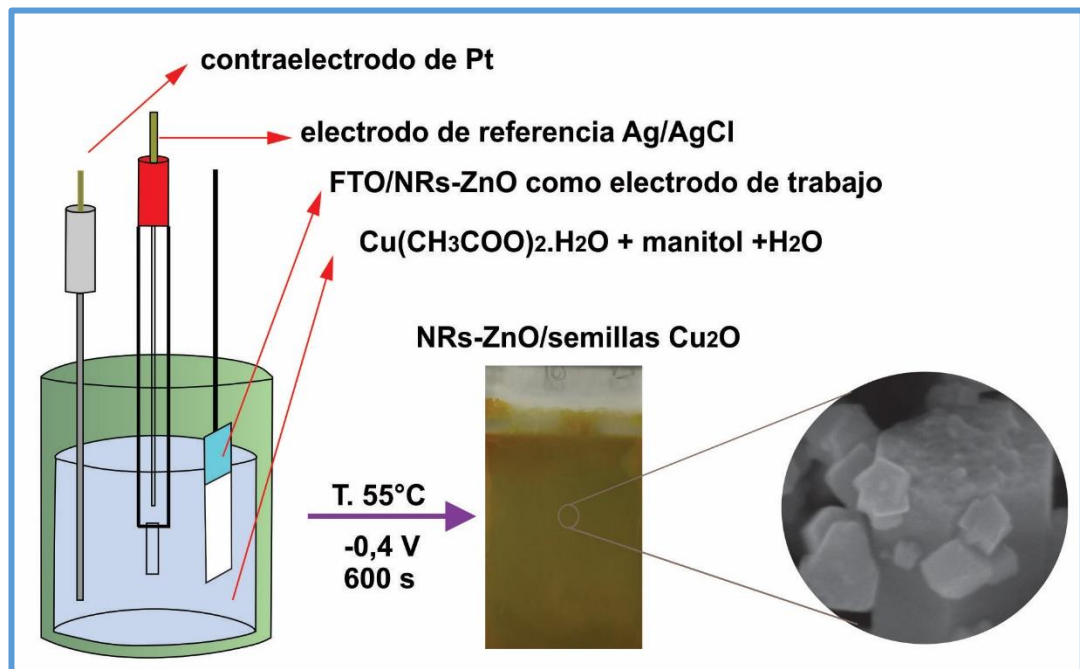 contraelectrodo de Pt
electrodo de referencia Ag/AgCl
FTO/NRs-ZnO como electrodo de trabajo
Cu(CH3COO)2.H2O + manitol +H2O
NRs-ZnO/semillas Cu2O
T. 55°C
-0,4 V
600 s